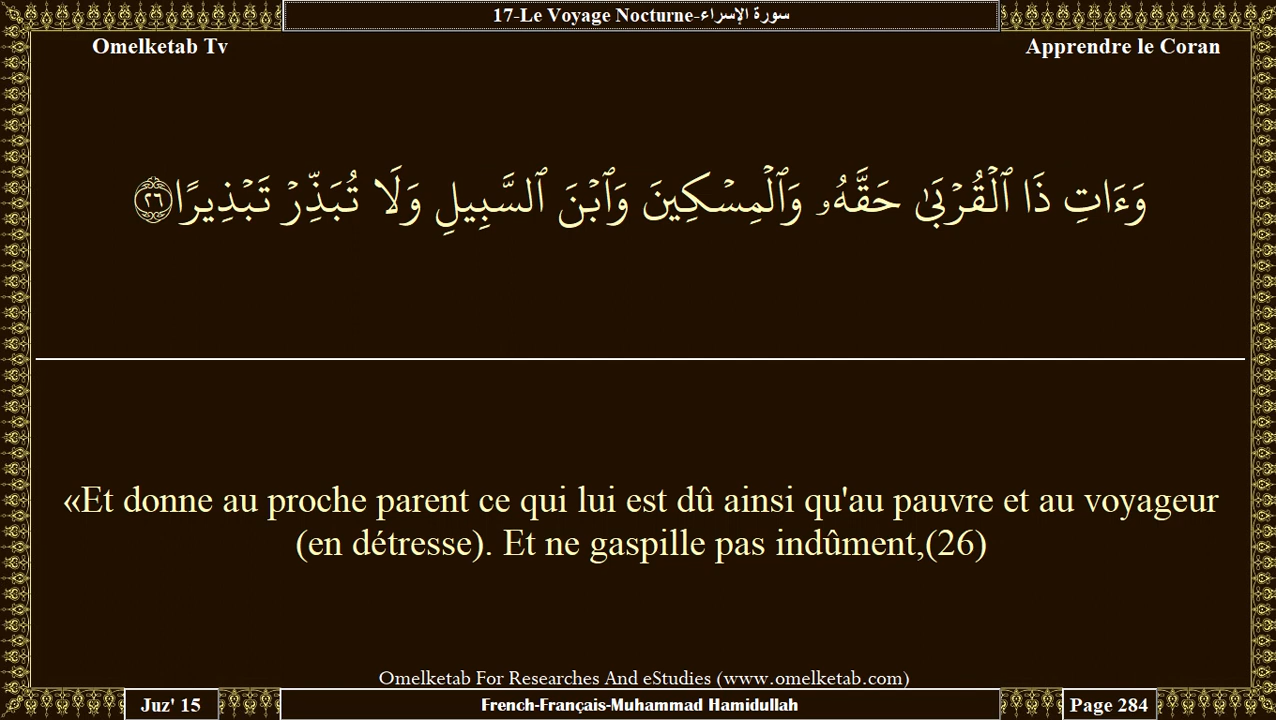 17-Le Voyage Nocturne-سورة الإسراء
Omelketab Tv
Apprendre le Coran
وَءَاتِ ذَا ٱلْقُرْبَىٰ حَقَّهُۥ وَٱلْمِسْكِينَ وَٱبْنَ ٱلسَّبِيلِ وَلَا تُبَذِّرْ تَبْذِيرًا ٢٦
«Et donne au proche parent ce qui lui est dû ainsi qu'au pauvre et au voyageur
(en détresse). Et ne gaspille pas indûment,(26)
Omelketab For Researches And eStudies (www.omelketab.com)
Juz' 15
French-Français-Muhammad Hamidullah
Page 284